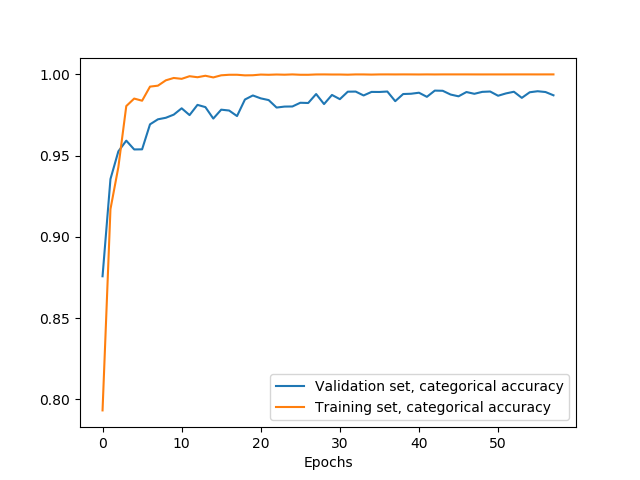 1.00
0.95
0.90
0.85
0.80
Validation set, categorical accuracy
Training set, categorical accuracy
0 10 20 30 40 50
Epochs